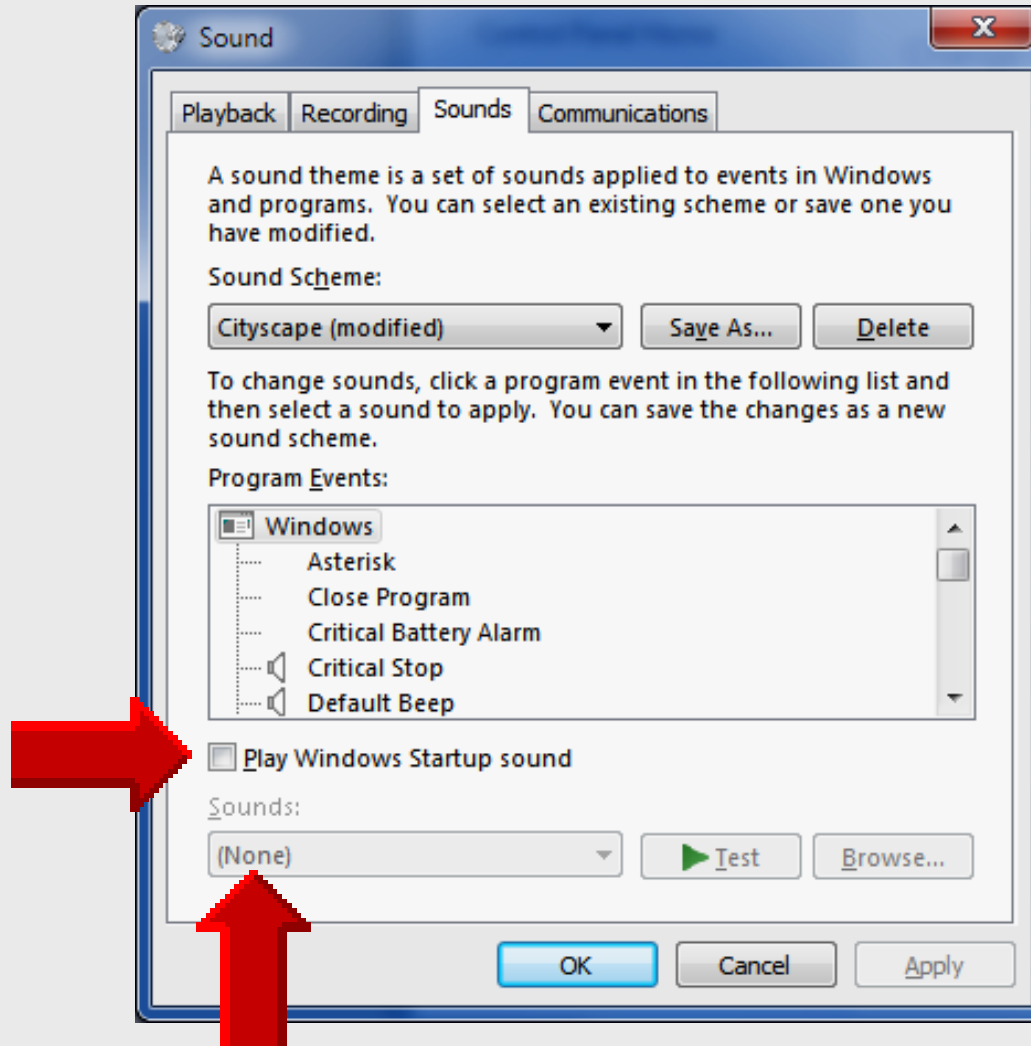 Sound
Playback
Recording
Sounds
Communications
A sound theme is a set of sounds applied to events in Windows
and programs. You can select an existing scheme or save one you
have modified.
Sound Scheme:
Cityscape (modified)
Save As...
Delete
To change sounds, click a program event in the following list and
then select a sound to apply. You can save the changes as a new
sound scheme.
Program Events:
Windows
Asterisk
Close Program
Critical Battery Alarm
Critical Stop
Default Beep
Play Windows Startup sound
Sounds:
(None)
Test
Browse...
OK
Cancel
Apply